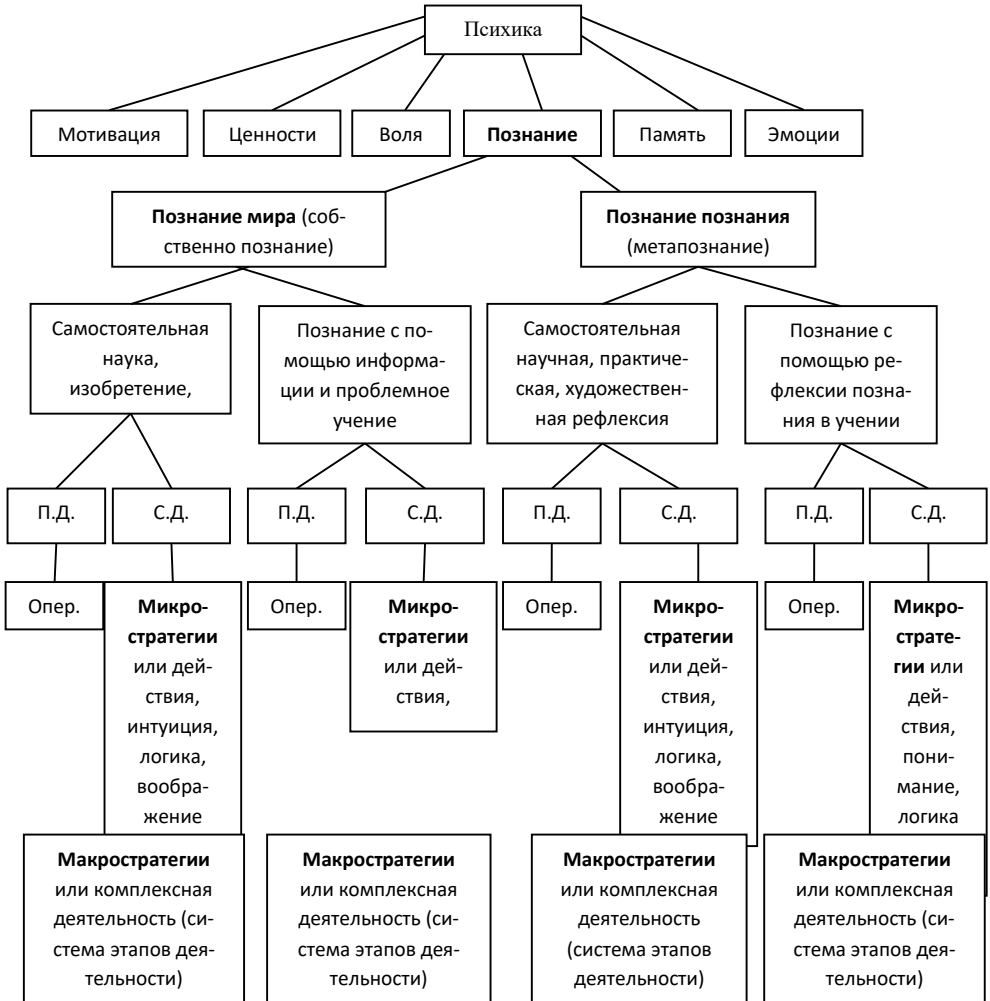 Психика
Мотивация
Ценности
Воля
Познание
Память
Эмоции
Познание мира (соб-
ственно познание)
Познание познания
(метапознание)
Самостоятельная
наука,
изобретение,
Познание с по-
мощью информа-
ции и проблемное
учение
Самостоятельная
научная, практиче-
ская, художествен-
ная рефлексия
Познание с
помощью ре-
флексии позна-
ния в учении
П.Д.
С.Д.
П.Д.
С.Д.
П.Д.
С.Д.
П.Д.
С.Д.
Опер.
Микро-
стратегии
или дей-
ствия,
интуиция,
логика,
вообра-
жение
Опер.
Микро-
стратегии
или дей-
ствия,
Опер.
Микро-
стратегии
или дей-
ствия,
интуиция,
логика,
вообра-
жение
Опер.
Микро-
страте-
гии или
дей-
ствия,
пони-
мание,
логика
Макростратегии
или комплексная
деятельность (си-
стема этапов дея-
тельности)
Макростратегии
или комплексная
деятельность (си-
стема этапов дея-
тельности)
Макростратегии
или комплексная
деятельность
(система этапов
деятельности)
Макростратегии
или комплексная
деятельность (си-
стема этапов дея-
тельности)